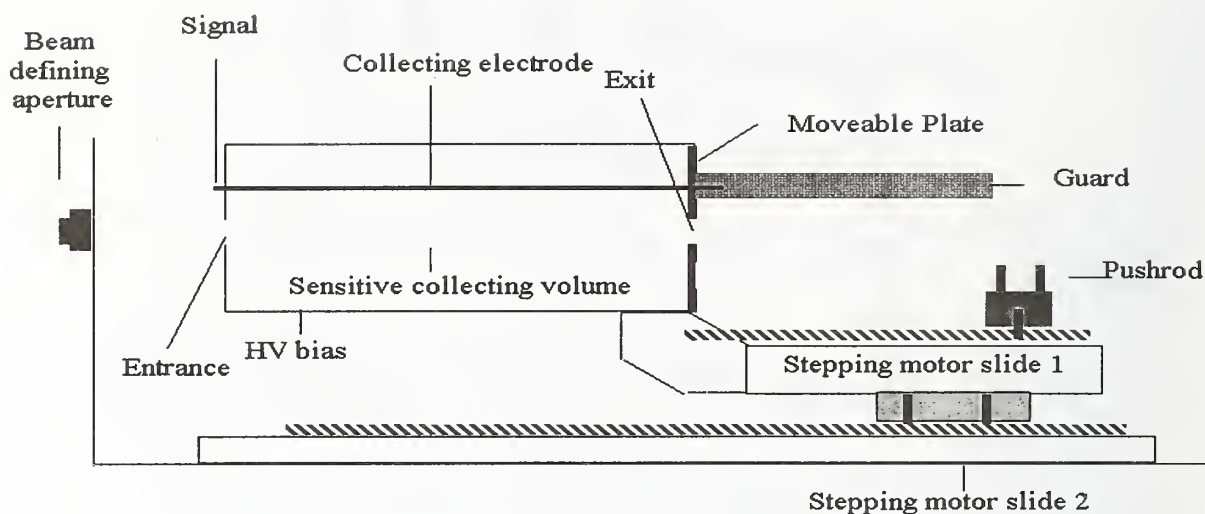 Signal
Beam
defining
aperture
Collecting electrode
Exit
Moveable Plate
Guard
Pushrod
Sensitive collecting volume
Entrance
HV bias
Stepping motor slide 1
Stepping motor slide 2